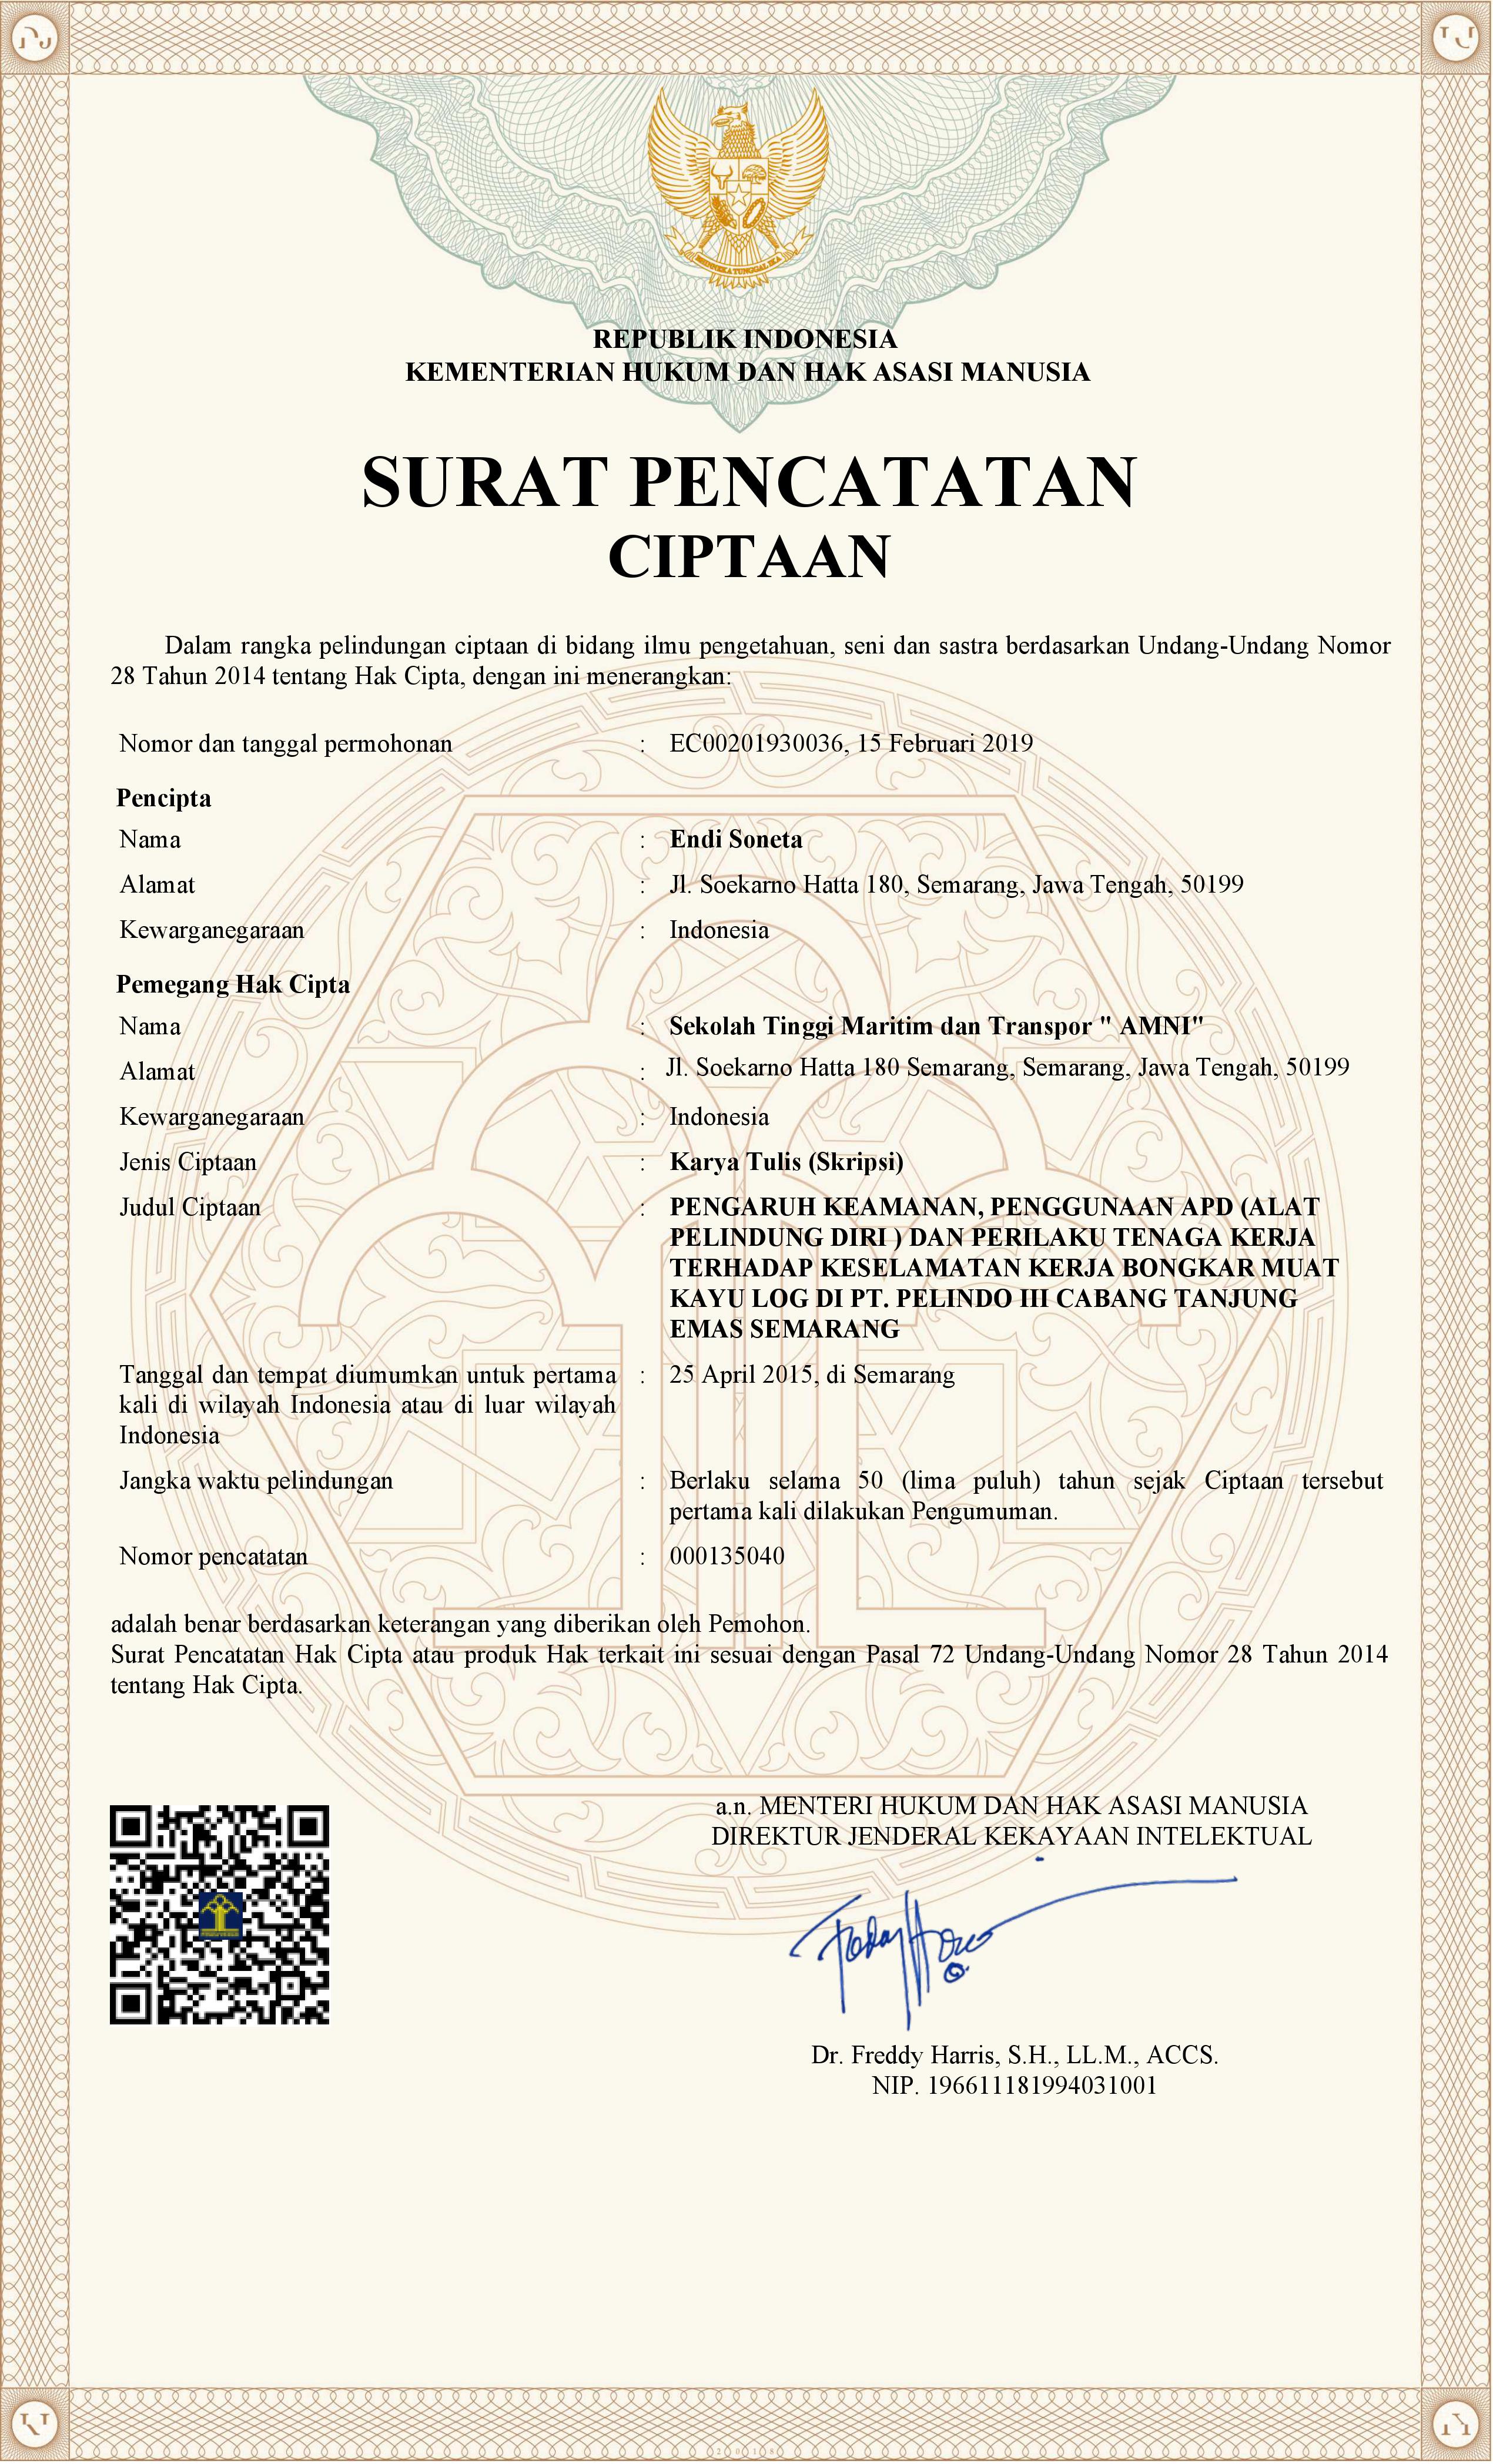 BHINNEKA TUNGGAL IKA
REPUBLIK INDONESIA
KEMENTERIAN HUKUM DAN HAK ASASI MANUSIA
SURAT PENCATATAN
CIPTAAN
Dalam rangka pelindungan ciptaan di bidang ilmu pengetahuan, seni dan sastra berdasarkan Undang-Undang Nomor
28 Tahun 2014 tentang Hak Cipta, dengan ini menerangkan:
Nomor dan tanggal permohonan : EC00201930036, 15 Februari 2019
Pencipta
Nama : Endi Soneta
Alamat : Jl. Soekarno Hatta 180, Semarang, Jawa Tengah, 50199
Kewarganegaraan : Indonesia
Pemegang Hak Cipta
Nama : Sekolah Tinggi Maritim dan Transpor " AMNI"
Alamat : Jl. Soekarno Hatta 180 Semarang, Semarang, Jawa Tengah, 50199
Kewarganegaraan : Indonesia
Jenis Ciptaan : Karya Tulis (Skripsi)
Judul Ciptaan : PENGARUH KEAMANAN, PENGGUNAAN APD (ALAT
PELINDUNG DIRI ) DAN PERILAKU TENAGA KERJA
TERHADAP KESELAMATAN KERJA BONGKAR MUAT
KAYU LOG DI PT. PELINDO III CABANG TANJUNG
EMAS SEMARANG
Tanggal dan tempat diumumkan untuk pertama : 25 April 2015, di Semarang
kali di wilayah Indonesia atau di luar wilayah
Indonesia
Jangka waktu pelindungan : Berlaku selama 50 (lima puluh) tahun sejak Ciptaan tersebut
pertama kali dilakukan Pengumuman.
Nomor pencatatan : 000135040
adalah benar berdasarkan keterangan yang diberikan oleh Pemohon.
Surat Pencatatan Hak Cipta atau produk Hak terkait ini sesuai dengan Pasal 72 Undang-Undang Nomor 28 Tahun 2014
tentang Hak Cipta.
a.n. MENTERI HUKUM DAN HAK ASASI MANUSIA
DIREKTUR JENDERAL KEKAYAAN INTELEKTUAL
Dr. Freddy Harris, S.H., LL.M., ACCS.
NIP. 196611181994031001